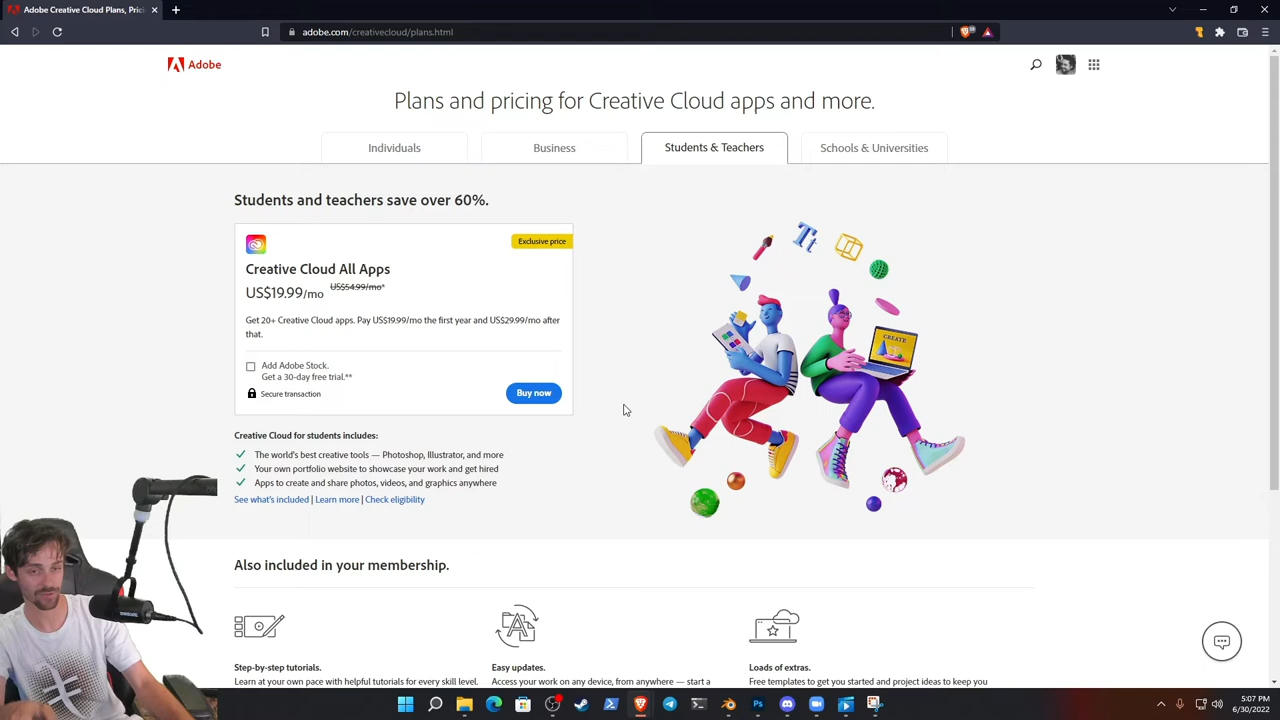 Adobe Creative Cloud Plans, Prici
adobe.com/creativecloud/plans.html
Adobe
Plans and pricing for Creative Cloud apps and more.
Individuals
Business
Students & Teachers
Schools & Universities
Students and teachers save over 60%.
Exclusive price
Creative Cloud All Apps
US$19.99/mo US$54.99/mo*
Get 20+ Creative Cloud apps. Pay US$19.99/mo the first year and US$29.99/mo after
that.
Add Adobe Stock.
Get a 30-day free trial.**
Secure transaction
Buy now
CREATE
Creative Cloud for students includes:
The world's best creative tools — Photoshop, Illustrator, and more
Your own portfolio website to showcase your work and get hired
Apps to create and share photos, videos, and graphics anywhere
See what's included | Learn more | Check eligibility
Also included in your membership.
Step-by-step tutorials.
Learn at your own pace with helpful tutorials for every skill level.
Easy updates.
Access your work on any device, from anywhere — start a
Loads of extras.
Free templates to get you started and project ideas to keep you
5:07 PM
6/30/2022